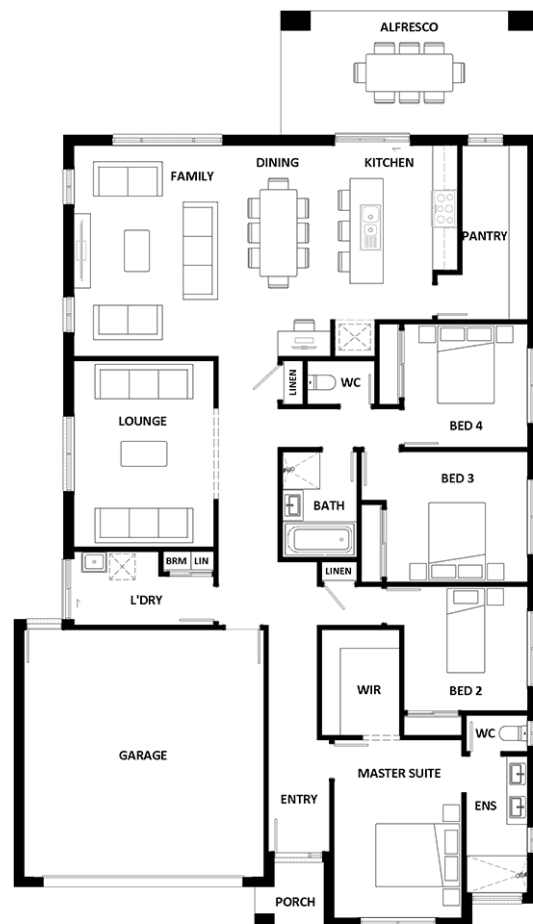 ALFRESCO
FAMILY
DINING
KITCHEN
PANTRY
LINEN
WC
LOUNGE
BED 4
BED 3
BATH
BRM
LIN
LINEN
L'DRY
WIR
BED 2
WC
GARAGE
MASTER SUITE
ENTRY
ENS
PORCH